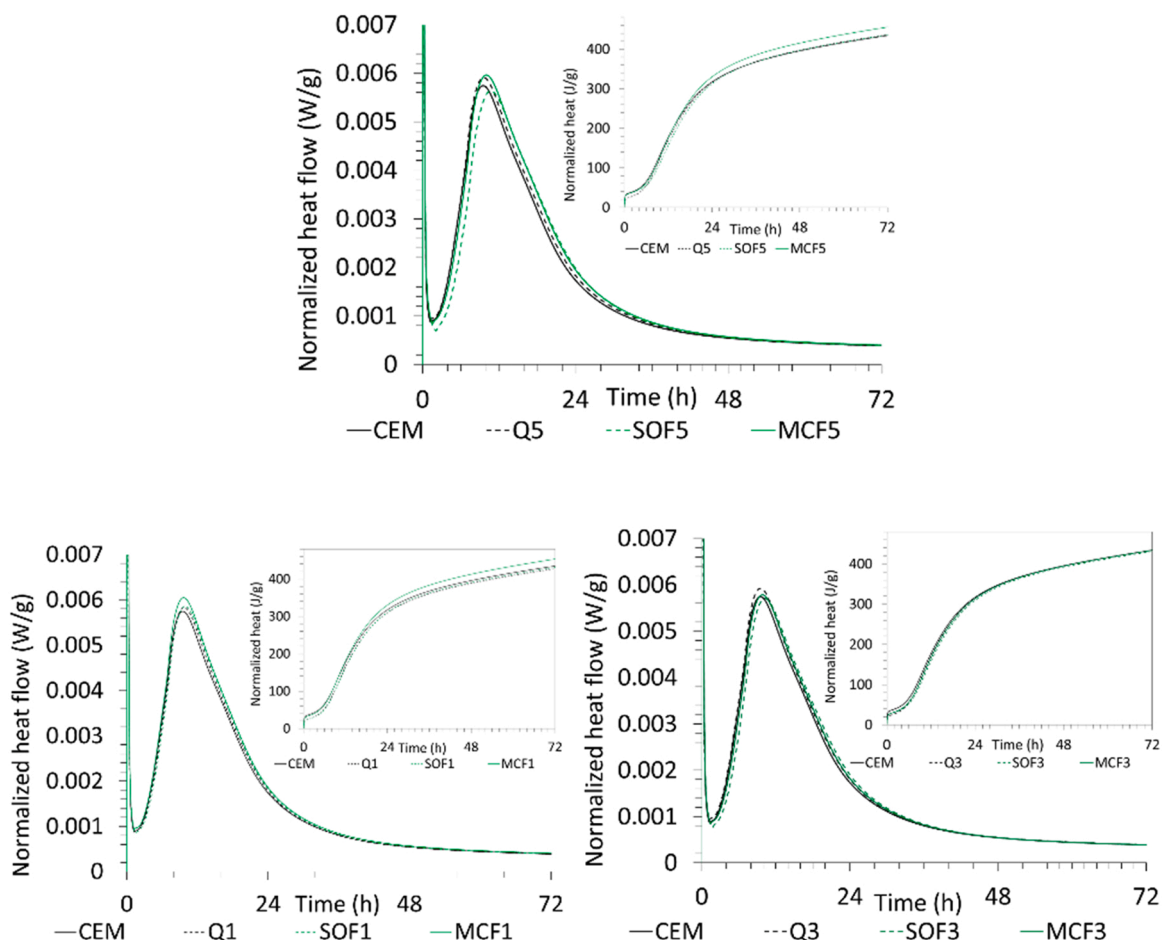 Normalized heat flow (W/g)
0.007
0.006
0.005
0.004
0.003
0.002
0.001
0
0 24 48 72
Time (h)
CEM Q5 SOF5 MCF5
Normalized heat (J/g)
400
300
200
100
0
0 24 48 72
Time (h)
CEM Q5 SOF5 MCF5
Normalized heat flow (W/g)
0.007
0.006
0.005
0.004
0.003
0.002
0.001
0
0 24 48 72
Time (h)
CEM Q1 SOF1 MCF1
Normalized heat (J/g)
400
300
200
100
0
0 24 48 72
Time (h)
CEM Q1 SOF1 MCF1
Normalized heat flow (W/g)
0.007
0.006
0.005
0.004
0.003
0.002
0.001
0
0 24 48 72
Time (h)
CEM Q3 SOF3 MCF3
Normalized heat (J/g)
400
300
200
100
0
0 24 48 72
Time (h)
CEM Q3 SOF3 MCF3